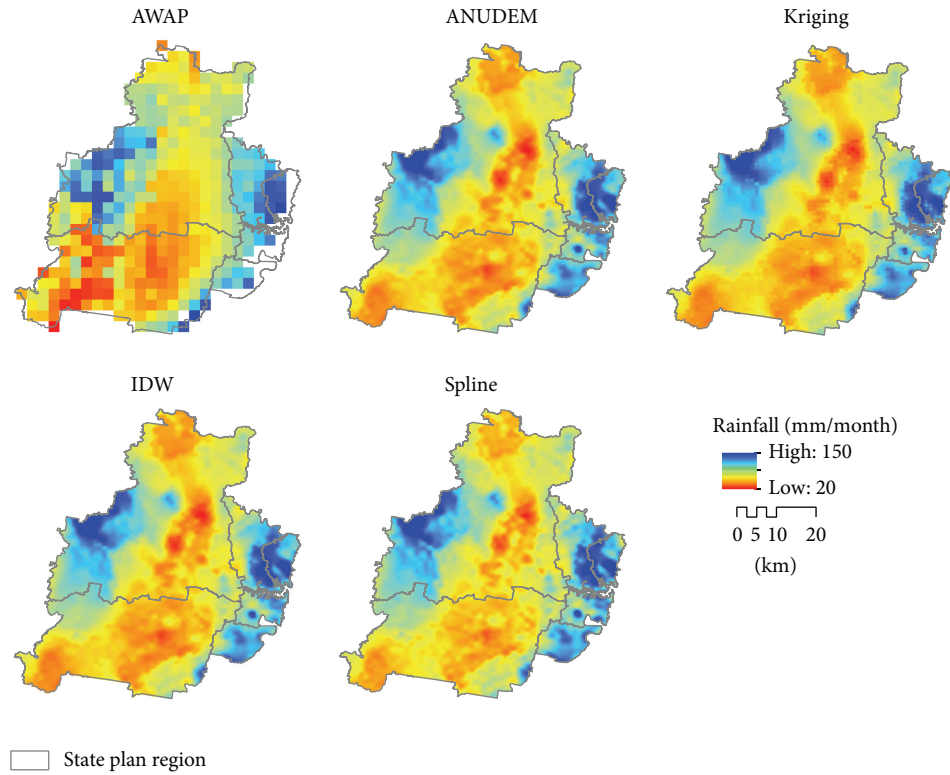 AWAP
ANUDEM
Kriging
IDW
Spline
Rainfall (mm/month)
High: 150
Low: 20
0 5 10 20
(km)
State plan region